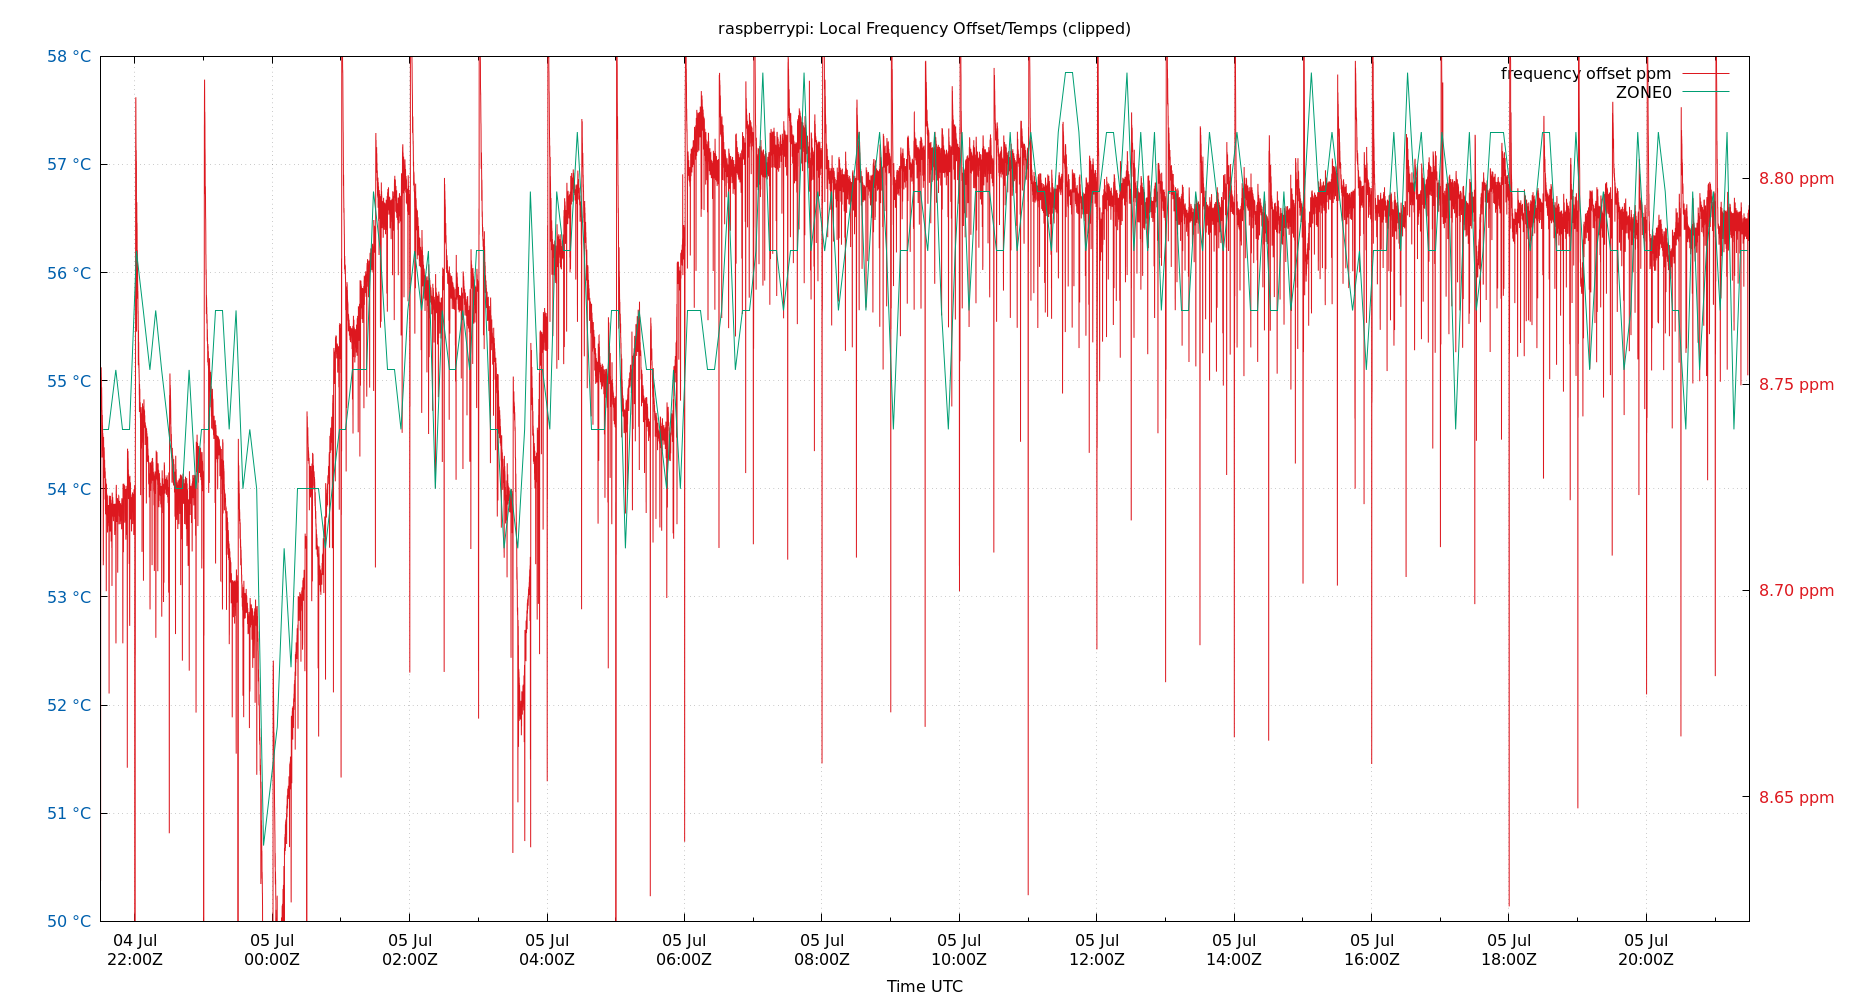 raspberrypi: Local Frequency Offset/Temps (clipped)
frequency offset ppm
ZONE0
58 °C
57 °C
56 °C
55 °C
54 °C
53 °C
52 °C
51 °C
50 °C
8.80 ppm
8.75 ppm
8.70 ppm
8.65 ppm
04 Jul
22:00Z
05 Jul
00:00Z
05 Jul
02:00Z
05 Jul
04:00Z
05 Jul
06:00Z
05 Jul
08:00Z
05 Jul
10:00Z
05 Jul
12:00Z
05 Jul
14:00Z
05 Jul
16:00Z
05 Jul
18:00Z
05 Jul
20:00Z
Time UTC